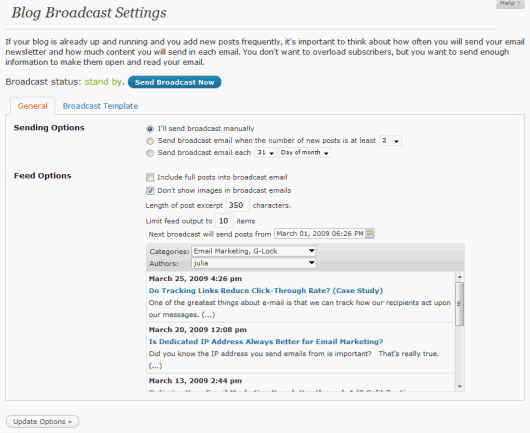 Help
Blog Broadcast Settings
If your blog is already up and running and you add new posts frequently, it's important to think about how often you will send your email
newsletter and how much content you will send in each email. You don't want to overload subscribers, but you want to send enough
information to make them open and read your email.
Broadcast status: stand by. Send Broadcast Now
General Broadcast Template
Sending Options I'll send broadcast manually
Send broadcast email when the number of new posts is at least 2
Send broadcast email each 31 Day of month
Feed Options Include full posts into broadcast email
Don't show images in broadcast emails
Length of post excerpt 350 characters.
Limit feed output to 10 items
Next broadcast will send posts from March 01, 2009 06:26 PM
Categories: Email Marketing, G-Lock
Authors: julia
March 25, 2009 4:26 pm
Do Tracking Links Reduce Click-Through Rate? (Case Study)
One of the greatest things about e-mail is that we can track how our recipients act upon
our messages. (...)
March 20, 2009 12:08 pm
Is Dedicated IP Address Always Better for Email Marketing?
Did you know the IP address you send emails from is important? That's really true.
(...)
March 13, 2009 2:44 pm
Update Options »